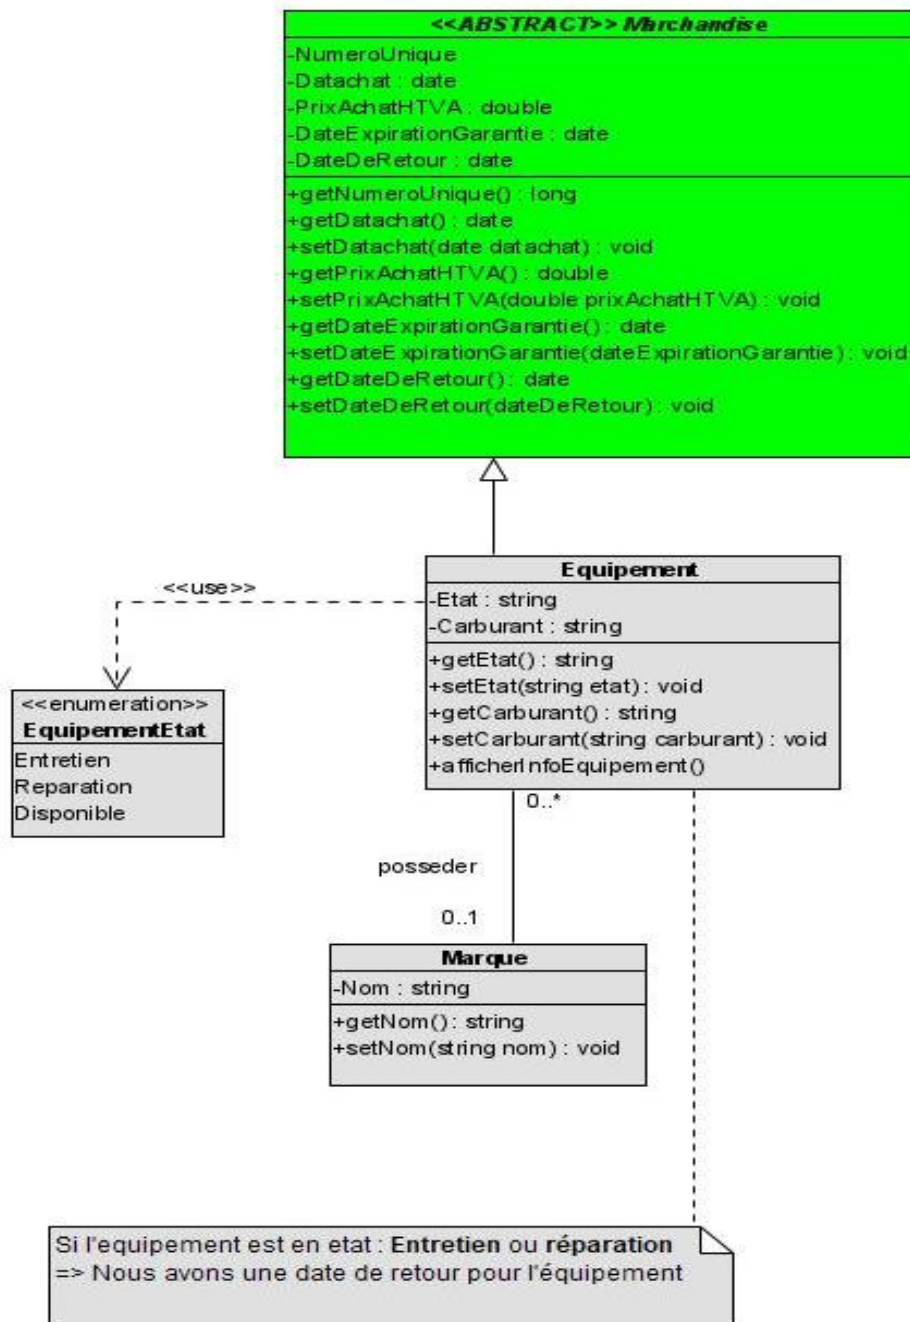 <<ABSTRACT>> Marchandise
-NumeroUnique
-Datachat : date
-PrixAchatHTVA : double
-DateExpirationGarantie : date
-DateDeRetour : date
+getNumeroUnique() : long
+getDatachat() : date
+setDatachat(date datachat) : void
+getPrixAchatHTVA() : double
+setPrixAchatHTVA(double prixAchatHTVA) : void
+getDateExpirationGarantie() : date
+setDateExpirationGarantie(dateExpirationGarantie) : void
+getDateDeRetour() : date
+setDateDeRetour(dateDeRetour) : void
<<use>>
Equipement
-Etat : string
-Carburant : string
+getEtat() : string
+setEtat(string etat) : void
+getCarburant() : string
+setCarburant(string carburant) : void
+afficherInfoEquipement()
<<enumeration>>
EquipementEtat
Entretien
Reparation
Disponible
0..*
posseder
0..1
Marque
-Nom : string
+getNom() : string
+setNom(string nom) : void
Si l'equipement est en etat : Entretien ou réparation
=> Nous avons une date de retour pour l'équipement